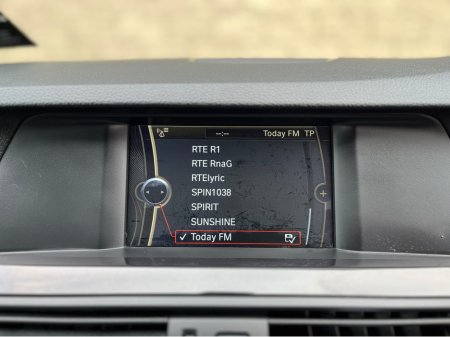 --:-- Today FM TP
RTE R1
RTE RnaG
RTElyric
SPIN1038
SPIRIT
SUNSHINE
✓ Today FM